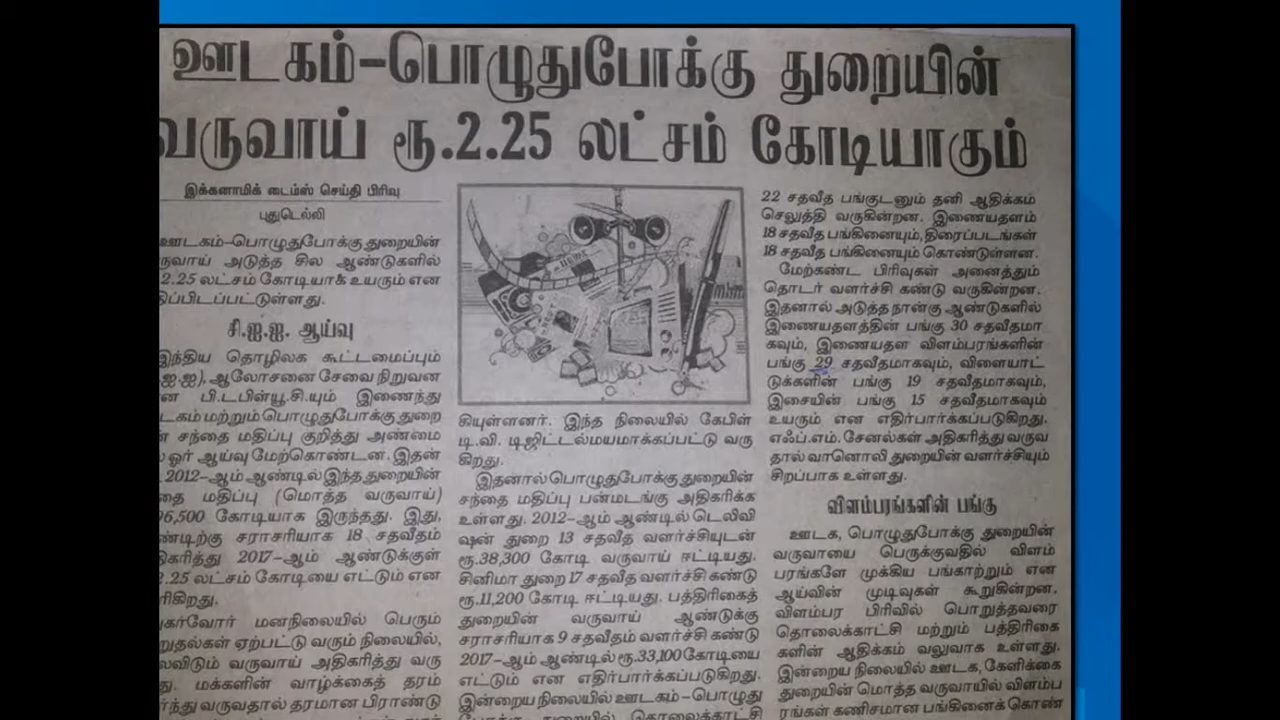 ஊடகம்-பொழுதுபோக்கு துறையின்
வருவாய் ரூ.2.25 லட்சம் கோடியாகும்
இக்கனாமிக் டைம்ஸ் செய்தி பிரிவு
புதுடெல்லி
ஊடகம்-பொழுதுபோக்கு துறையின்
ருவாய் அடுத்த சில ஆண்டுகளில்
2.25 லட்சம் கோடியாக உயரும் என
திப்பிடப்பட்டுள்ளது.
சி.ஐ.ஐ. ஆய்வு
இந்திய தொழிலக கூட்டமைப்பும்
ஐ.ஐ), ஆலோசனை சேவை நிறுவன
ன பி.டபிள்யூ.சி.யும் இணைந்து
டகம் மற்றும் பொழுதுபோக்கு துறை
ன் சந்தை மதிப்பு குறித்து அண்மை
ஓர் ஆய்வு மேற்கொண்டன. இதன்
2012-ஆம் ஆண்டில் இந்த துறையின்
தை மதிப்பு (மொத்த வருவாய்)
96,500 கோடியாக இருந்தது. இது,
ண்டிற்கு சராசரியாக 18 சதவீதம்
திகரித்து 2017-ஆம் ஆண்டுக்குள்
2.25 லட்சம் கோடியை எட்டும் என
ரிகிறது.
கர்வோர் மனநிலையில் பெரும்
றுதல்கள் ஏற்பட்டு வரும் நிலையில்,
லவிடும் வருவாய் அதிகரித்து வரு
து. மக்களின் வாழ்க்கைத் தரம்
ர்ந்து வருவதால் தரமான பிராண்டு
கியுள்ளனர். இந்த நிலையில் கேபிள்
டி.வி. டிஜிட்டல்மயமாக்கப்பட்டு வரு
கிறது.
இதனால் பொழுதுபோக்கு துறையின்
சந்தை மதிப்பு பன்மடங்கு அதிகரிக்க
உள்ளது. 2012-ஆம் ஆண்டில் டெலிவி
ஷன் துறை 13 சதவீத வளர்ச்சியுடன்
ரூ.38,300 கோடி வருவாய் ஈட்டியது.
சினிமா துறை 17 சதவீத வளர்ச்சி கண்டு
ரூ.11,200 கோடி ஈட்டியது. பத்திரிகைத்
துறையின் வருவாய் ஆண்டுக்கு
சராசரியாக 9 சதவீதம் வளர்ச்சி கண்டு
2017-ஆம் ஆண்டில் ரூ.33,100 கோடியை
எட்டும் என எதிர்பார்க்கப்படுகிறது.
இன்றைய நிலையில் ஊடகம்-பொழுது
போக்கு துறையில் தொலைக்காட்சி
22 சதவீத பங்குடனும் தனி ஆதிக்கம்
செலுத்தி வருகின்றன. இணையதளம்
18 சதவீத பங்கினையும், திரைப்படங்கள்
18 சதவீத பங்கினையும் கொண்டுள்ளன.
மேற்கண்ட பிரிவுகள் அனைத்தும்
தொடர் வளர்ச்சி கண்டு வருகின்றன.
இதனால் அடுத்த நான்கு ஆண்டுகளில்
இணையதளத்தின் பங்கு 30 சதவீதமா
கவும், இணையதள விளம்பரங்களின்
பங்கு 29 சதவீதமாகவும், விளையாட்
டுக்களின் பங்கு 19 சதவீதமாகவும்,
இசையின் பங்கு 15 சதவீதமாகவும்
உயரும் என எதிர்பார்க்கப்படுகிறது.
எஃப்.எம். சேனல்கள் அதிகரித்து வருவ
தால் வானொலி துறையின் வளர்ச்சியும்
சிறப்பாக உள்ளது.
விளம்பரங்களின் பங்கு
ஊடக, பொழுதுபோக்கு துறையின்
வருவாயை பெருக்குவதில் விளம்
பரங்களே முக்கிய பங்காற்றும் என
ஆய்வின் முடிவுகள் கூறுகின்றன.
விளம்பர பிரிவில் பொறுத்தவரை
தொலைக்காட்சி மற்றும் பத்திரிகை
களின் ஆதிக்கம் வலுவாக உள்ளது.
இன்றைய நிலையில் ஊடக, கேளிக்கை
துறையின் மொத்த வருவாயில் விளம்ப
ரங்கள் கணிசமான பங்கினைக் கொண்